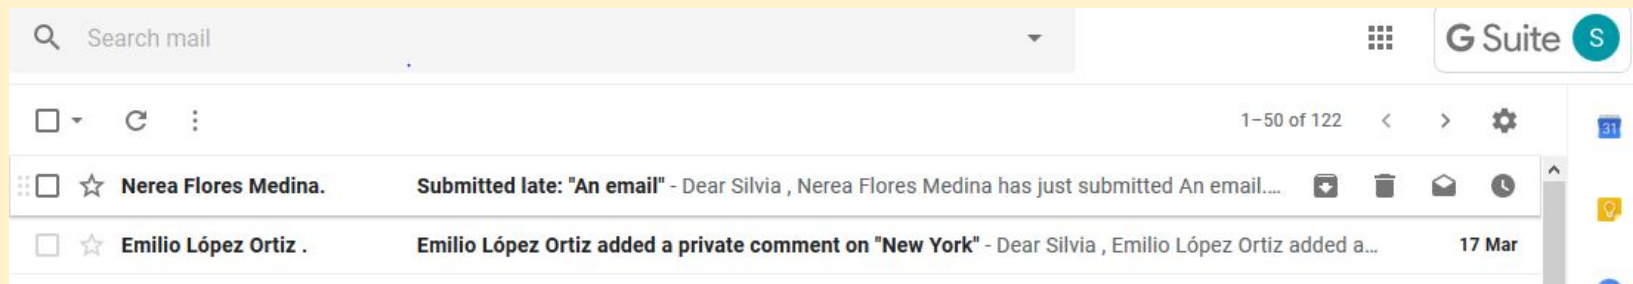 Search mail
G Suite S
1–50 of 122
31
Nerea Flores Medina. Submitted late: "An email" - Dear Silvia , Nerea Flores Medina has just submitted An email....
Emilio López Ortiz . Emilio López Ortiz added a private comment on "New York" - Dear Silvia , Emilio López Ortiz added a... 17 Mar